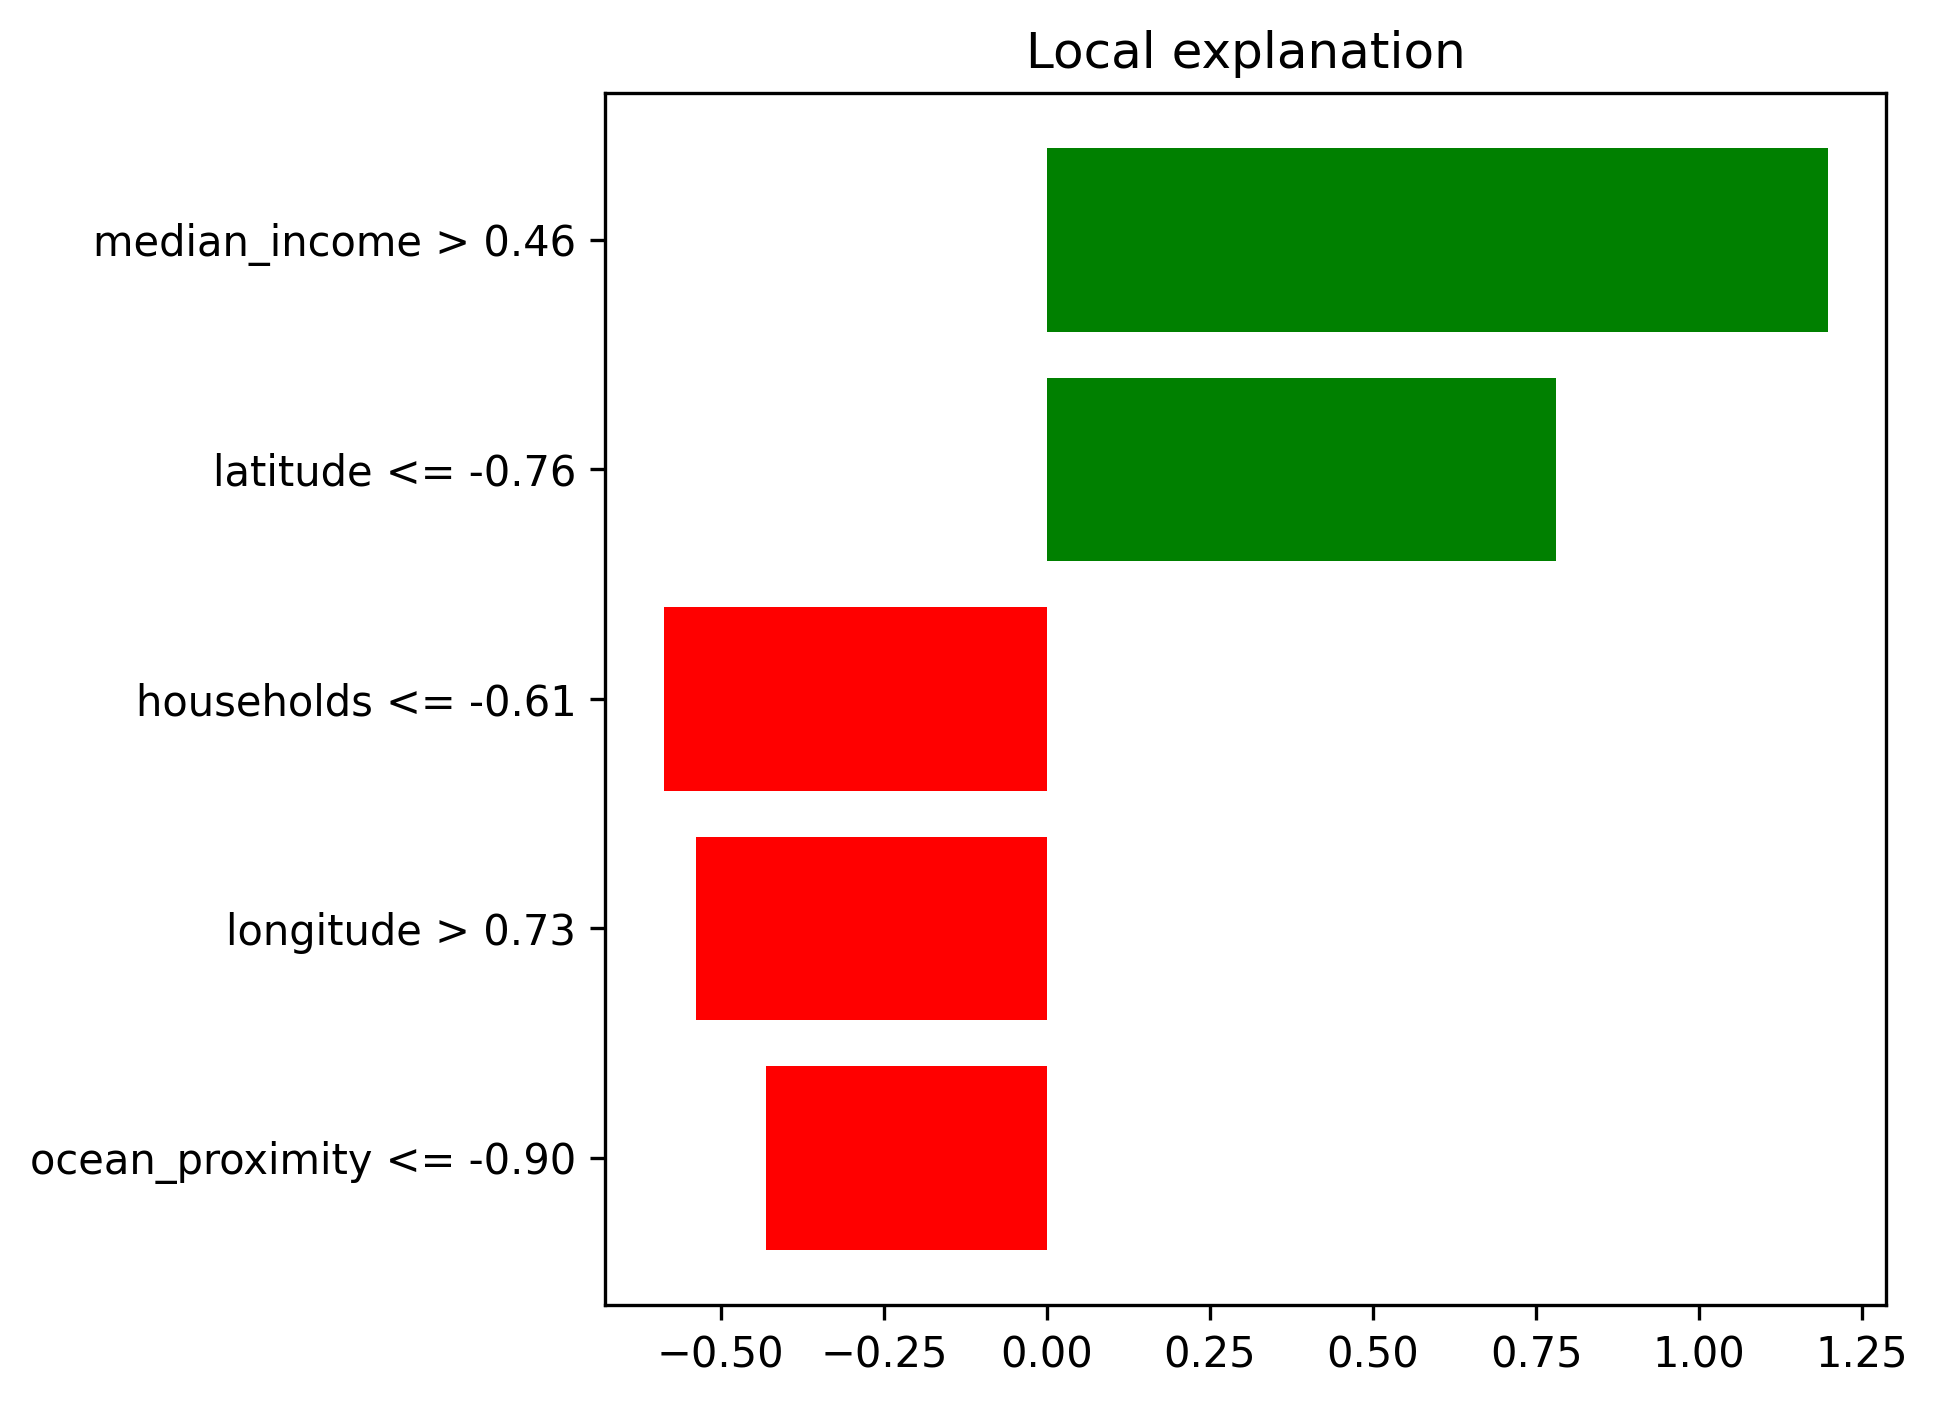 Local explanation
median_income > 0.46
latitude <= -0.76
households <= -0.61
longitude > 0.73
ocean_proximity <= -0.90
−0.50 −0.25 0.00 0.25 0.50 0.75 1.00 1.25